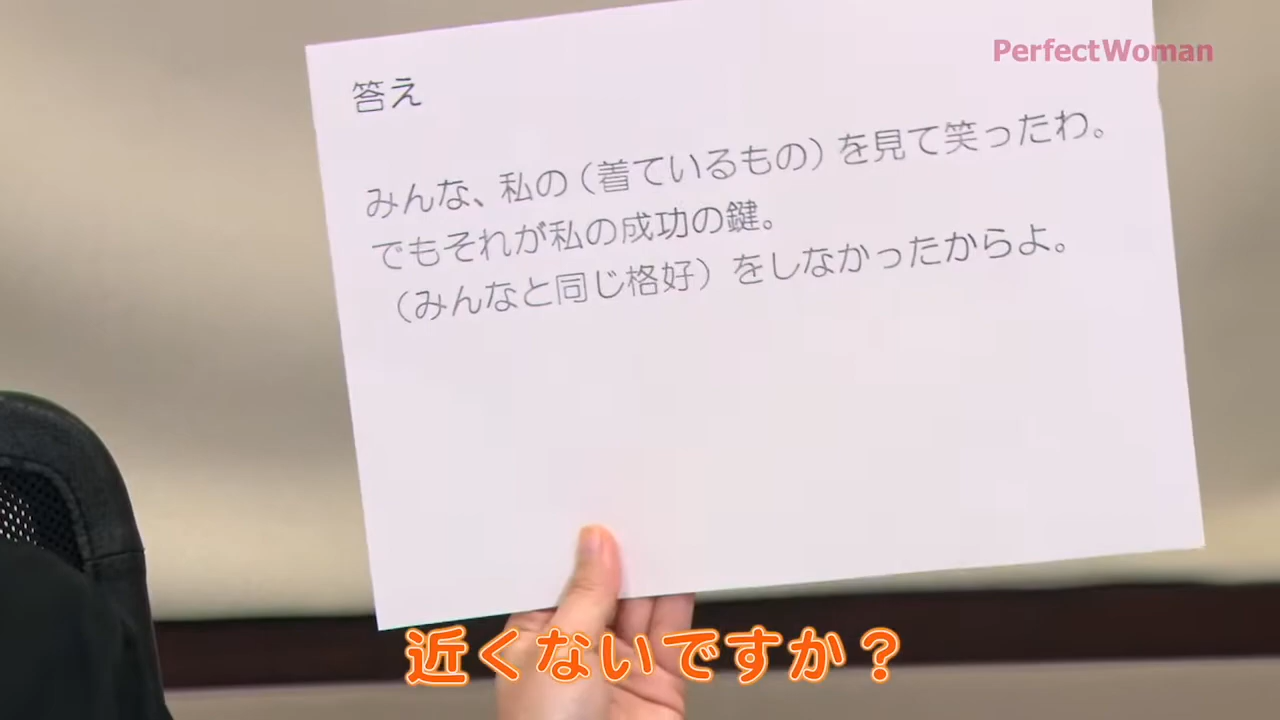 PerfectWoman
答え
みんな、私の(着ているもの)を見て笑ったわ。
でもそれが私の成功の鍵。
(みんなと同じ格好)をしなかったからよ。
近くないですか?